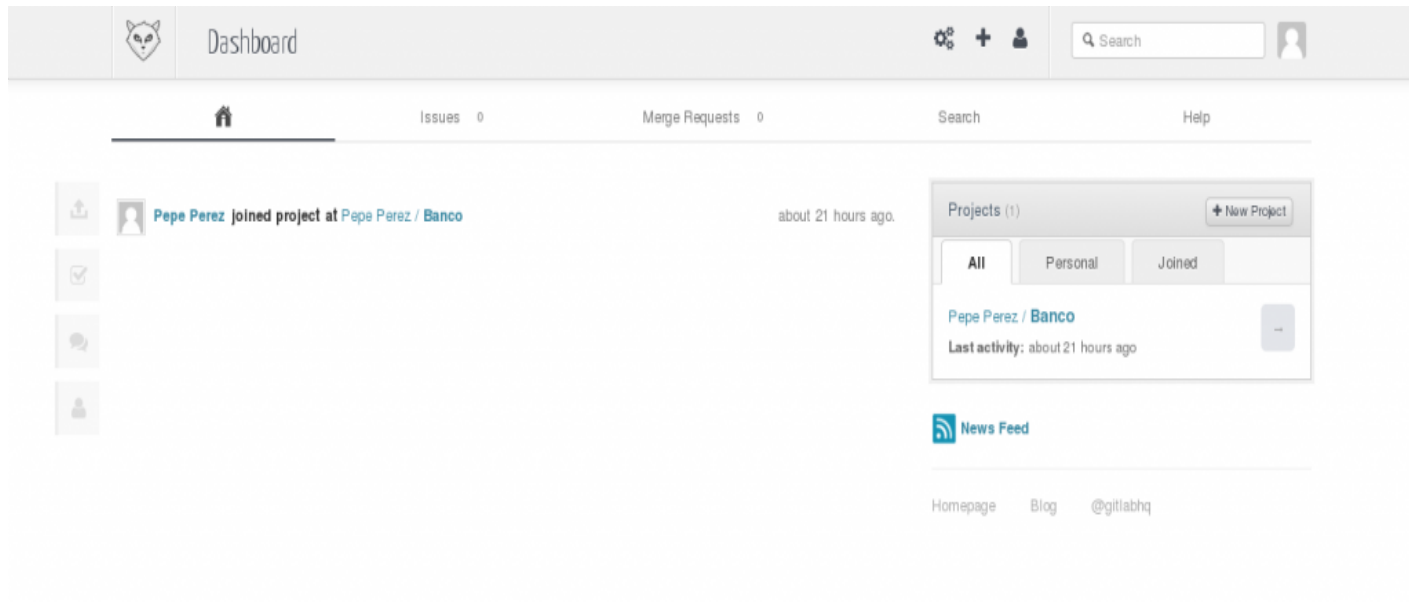 Dashboard
Search
Issues 0
Merge Requests 0
Search
Help
Pepe Perez joined project at Pepe Perez / Banco
about 21 hours ago.
Projects (1)
+ New Project
All
Personal
Joined
Pepe Perez / Banco
→
Last activity: about 21 hours ago
News Feed
Homepage
Blog
@gitlabhq